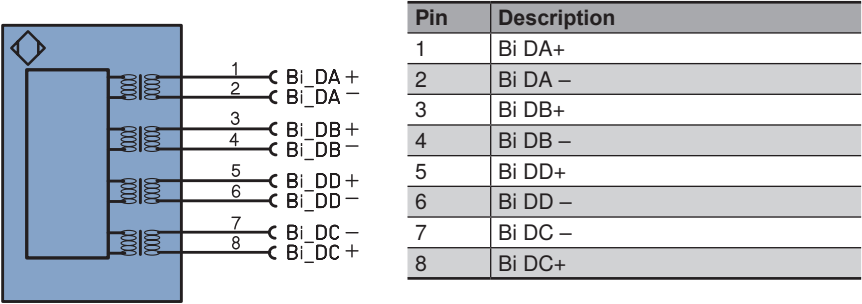 1 Bi_DA +
2 Bi_DA −
3 Bi_DB +
4 Bi_DB −
5 Bi_DD +
6 Bi_DD −
7 Bi_DC −
8 Bi_DC +
Pin Description
1 Bi DA+
2 Bi DA –
3 Bi DB+
4 Bi DB –
5 Bi DD+
6 Bi DD –
7 Bi DC –
8 Bi DC+